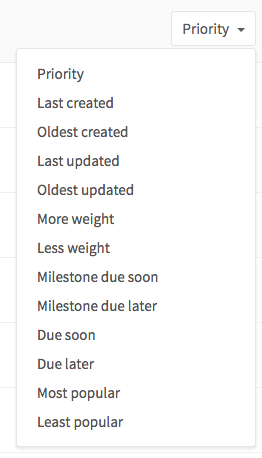 Priority
Priority
Last created
Oldest created
Last updated
Oldest updated
More weight
Less weight
Milestone due soon
Milestone due later
Due soon
Due later
Most popular
Least popular